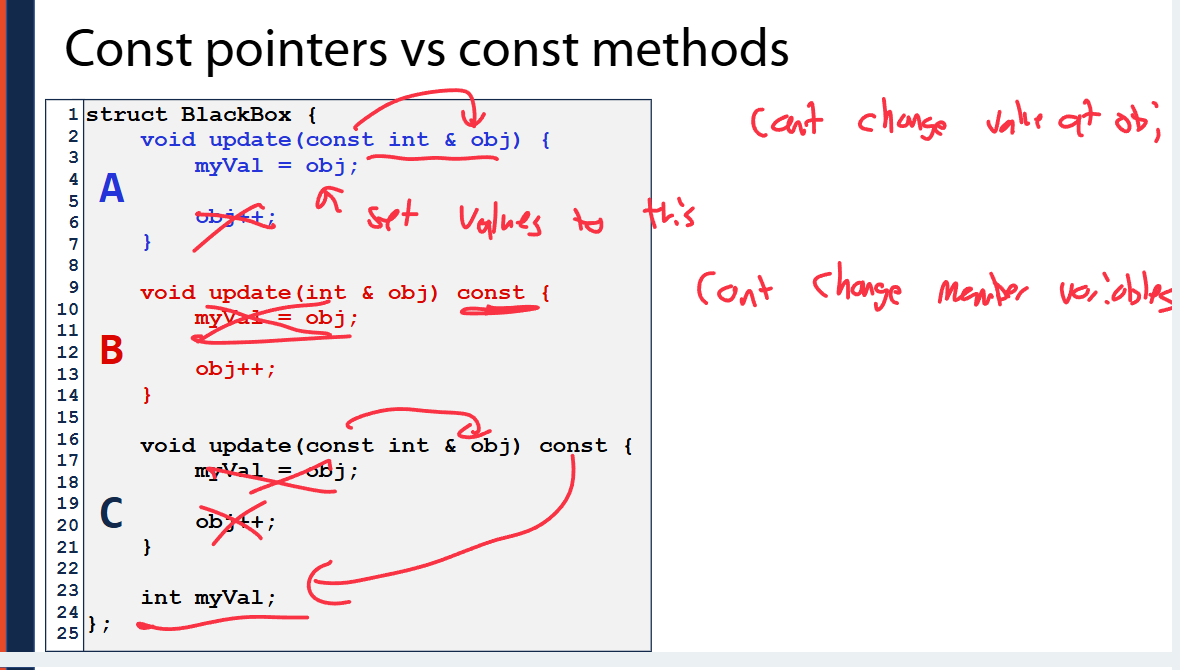 Const pointers vs const methods
1 struct BlackBox {
2 void update(const int & obj) {
3 myVal = obj;
4
5
6 obj++;
7 }
8
9 void update(int & obj) const {
10 myVal = obj;
11
12
13 obj++;
14 }
15
16 void update(const int & obj) const {
17 myVal = obj;
18
19
20 obj++;
21 }
22
23 int myVal;
24
25 };
A
B
C
Cant change value at obj
set values to this
Cont change member variables